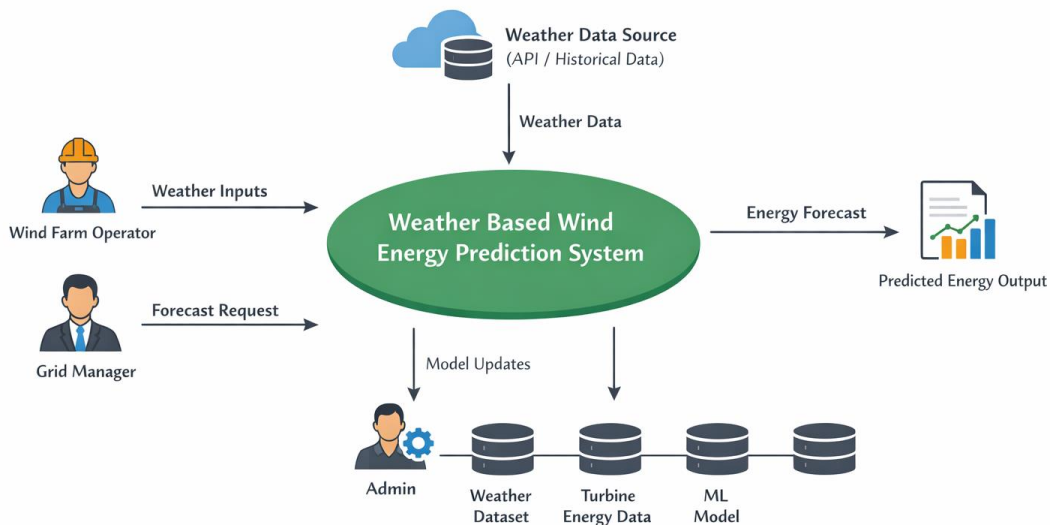 Weather Data Source
(API / Historical Data)
Weather Data
Weather Inputs
Wind Farm Operator
Weather Based Wind
Energy Prediction System
Energy Forecast
Predicted Energy Output
Forecast Request
Grid Manager
Model Updates
Admin
Weather
Dataset
Turbine
Energy Data
ML
Model